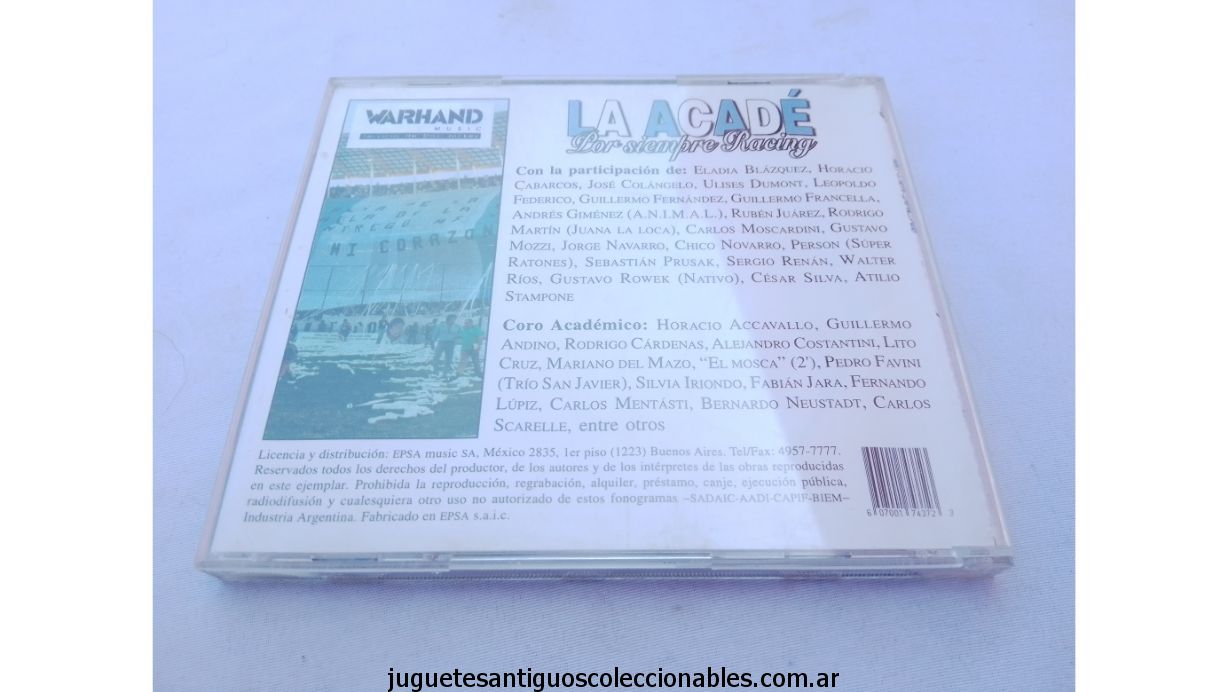 WARHAND
MUSIC
LA ACADÉ
Por siempre Racing
Con la participación de: Eladia Blázquez, Horacio
Cabarcos, José Colángelo, Ulises Dumont, Leopoldo
Federico, Guillermo Fernández, Guillermo Francella,
Andrés Giménez (A.N.I.M.A.L.), Rubén Juárez, Rodrigo
Martín (Juana la Loca), Carlos Moscardini, Gustavo
Mozzi, Jorge Navarro, Chico Novarro, Person (Súper
Ratones), Sebastián Prusak, Sergio Renán, Walter
Ríos, Gustavo Rowek (Nativo), César Silva, Atilio
Stampone
Coro Académico: Horacio Accavallo, Guillermo
Andino, Rodrigo Cárdenas, Alejandro Costantini, Lito
Cruz, Mariano del Mazo, “El mosca” (2'), Pedro Favini
(Trío San Javier), Silvia Iriondo, Fabián Jara, Fernando
Lúpiz, Carlos Mentásti, Bernardo Neustadt, Carlos
Scarelle, entre otros
MI CORAZON
Licencia y distribución: EPSA music SA, México 2835, 1er piso (1223) Buenos Aires. Tel/Fax: 4957-7777.
Reservados todos los derechos del productor, de los autores y de los intérpretes de las obras reproducidas
en este ejemplar. Prohibida la reproducción, regrabación, alquiler, préstamo, canje, ejecución pública,
radiodifusión y cualesquiera otro uso no autorizado de estos fonogramas –SADAIC-AADI-CAPIF-BIEM–
Industria Argentina. Fabricado en EPSA s.a.i.c.
6 07001 74372 3
juguetesantiguoscoleccionables.com.ar